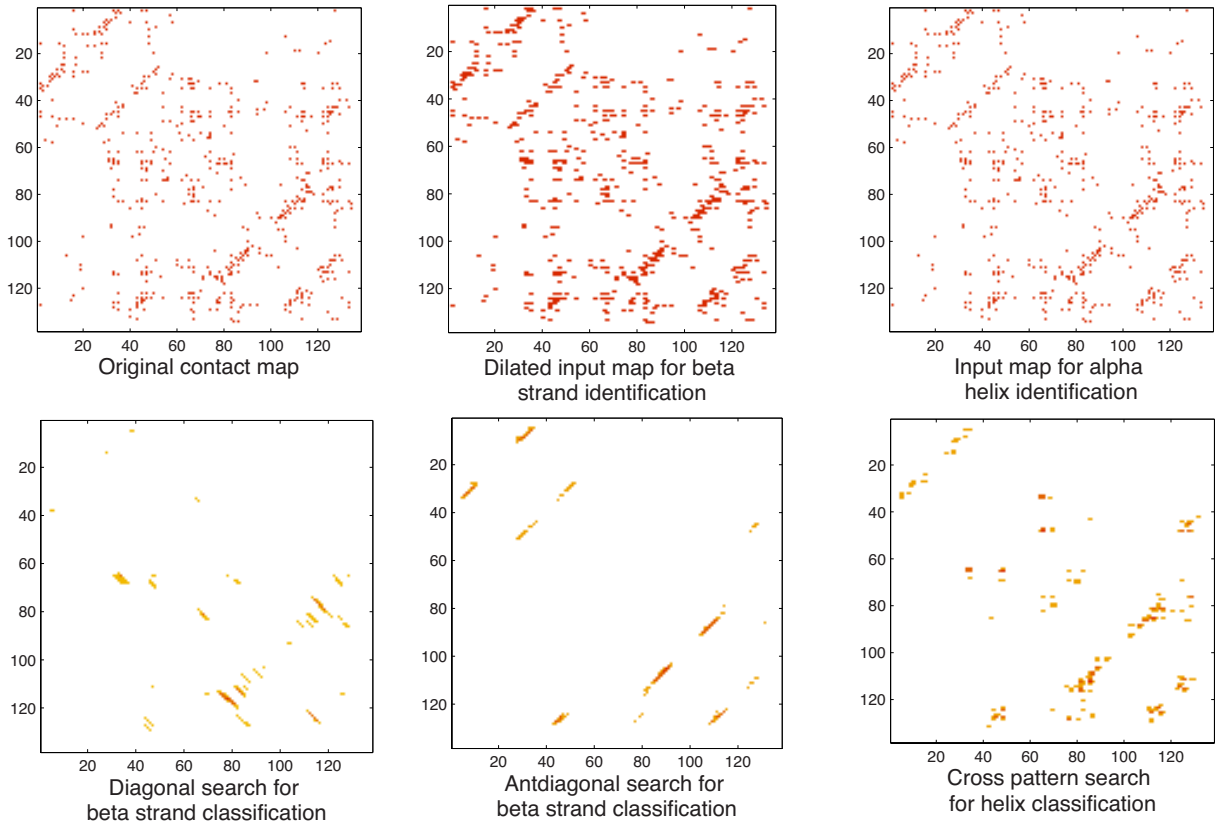 20
40
60
80
100
120
20 40 60 80 100 120
Original contact map
20
40
60
80
100
120
20 40 60 80 100 120
Dilated input map for beta
strand identification
20
40
60
80
100
120
20 40 60 80 100 120
Input map for alpha
helix identification
20
40
60
80
100
120
20 40 60 80 100 120
Diagonal search for
beta strand classification
20
40
60
80
100
120
20 40 60 80 100 120
Antdiagonal search for
beta strand classification
20
40
60
80
100
120
20 40 60 80 100 120
Cross pattern search
for helix classification